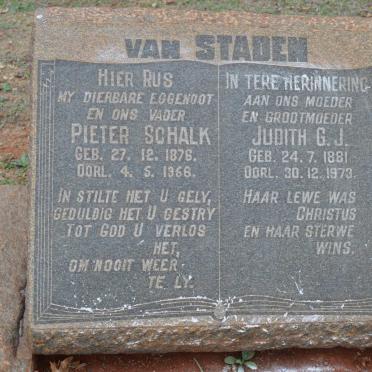 VAN STADEN
HIER RUS
MY DIERBARE EGGENOOT
EN ONS VADER
PIETER SCHALK
GEB. 27. 12. 1876.
OORL. 4. 5. 1966.
IN STILTE HET U GELY,
GEDULDIG HET U GESTRY
TOT GOD U VERLOS
HET,
OM NOOIT WEER
TE LY.
IN TERE HERINNERING
AAN ONS MOEDER
EN GROOTMOEDER
JUDITH G. J.
GEB. 24. 7. 1881
OORL. 30. 12. 1973.
HAAR LEWE WAS
CHRISTUS
EN HAAR STERWE
WINS.